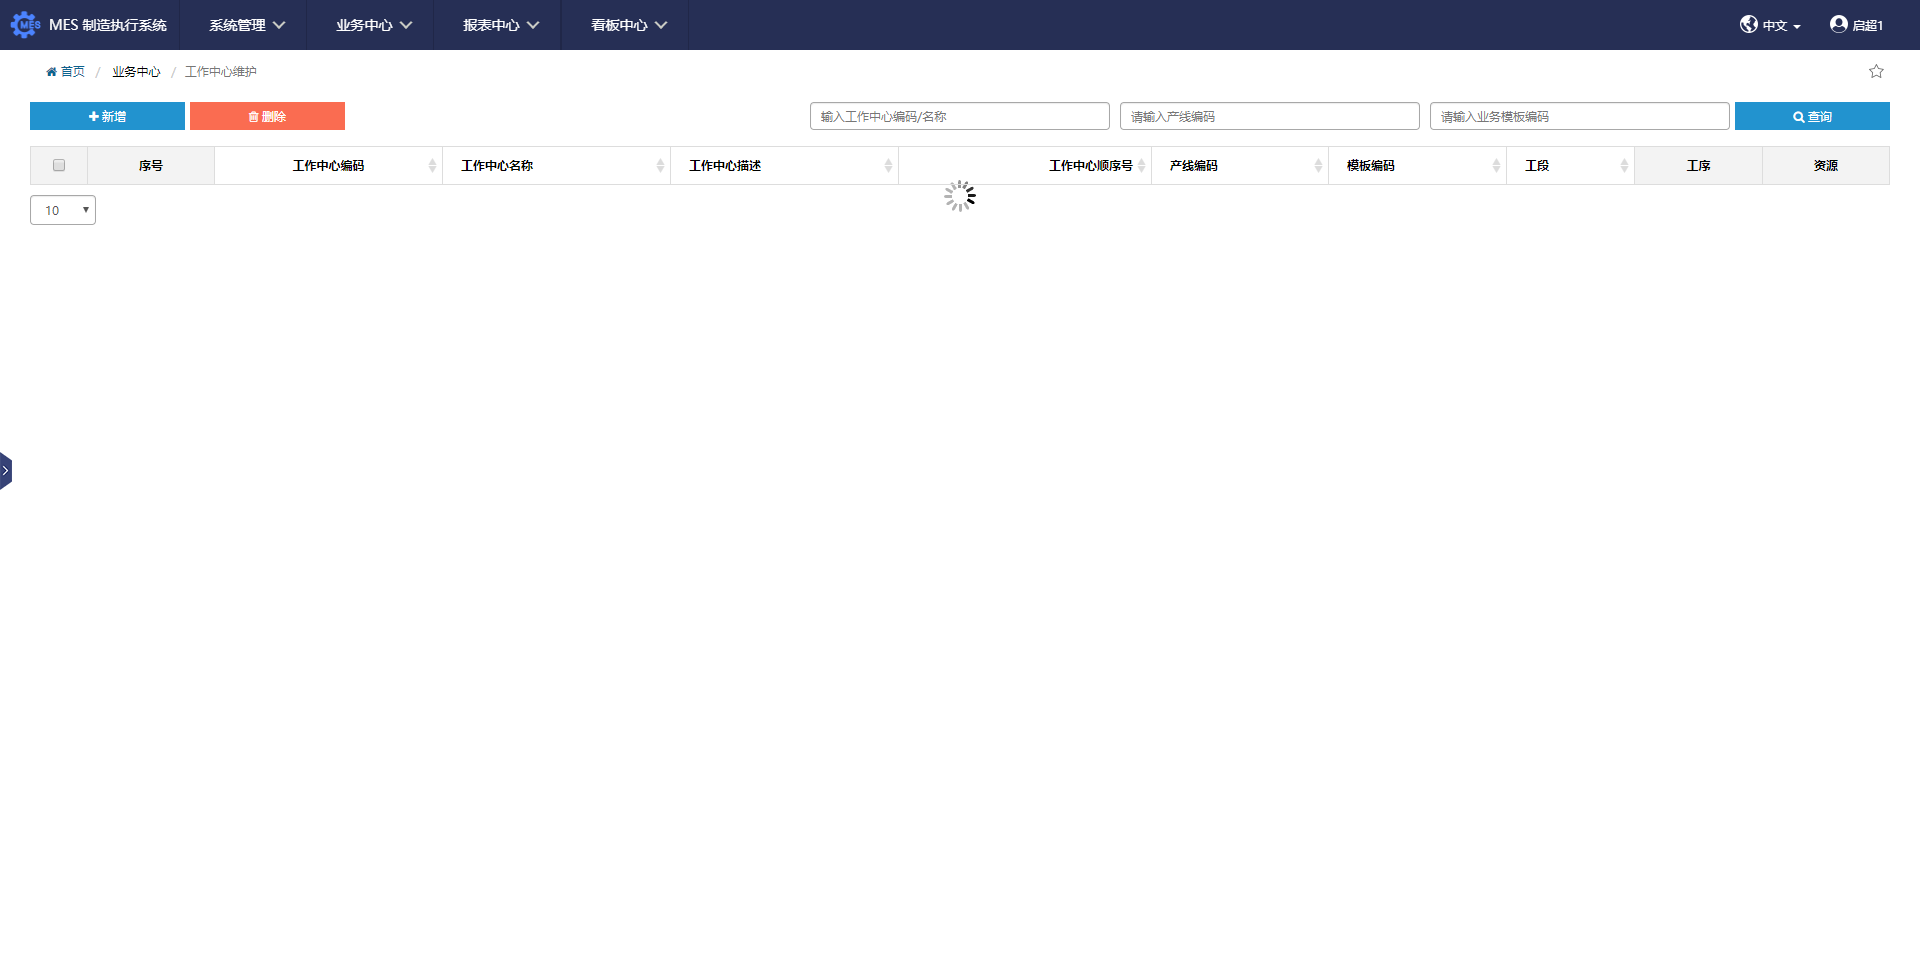 MES MES 制造执行系统 系统管理 业务中心 报表中心 看板中心 中文 启超1
首页 / 业务中心 / 工作中心维护
新增 删除 输入工作中心编码/名称 请输入产线编码 请输入业务模板编码 查询
序号 工作中心编码 工作中心名称 工作中心描述 工作中心顺序号 产线编码 模板编码 工段 工序 资源
10